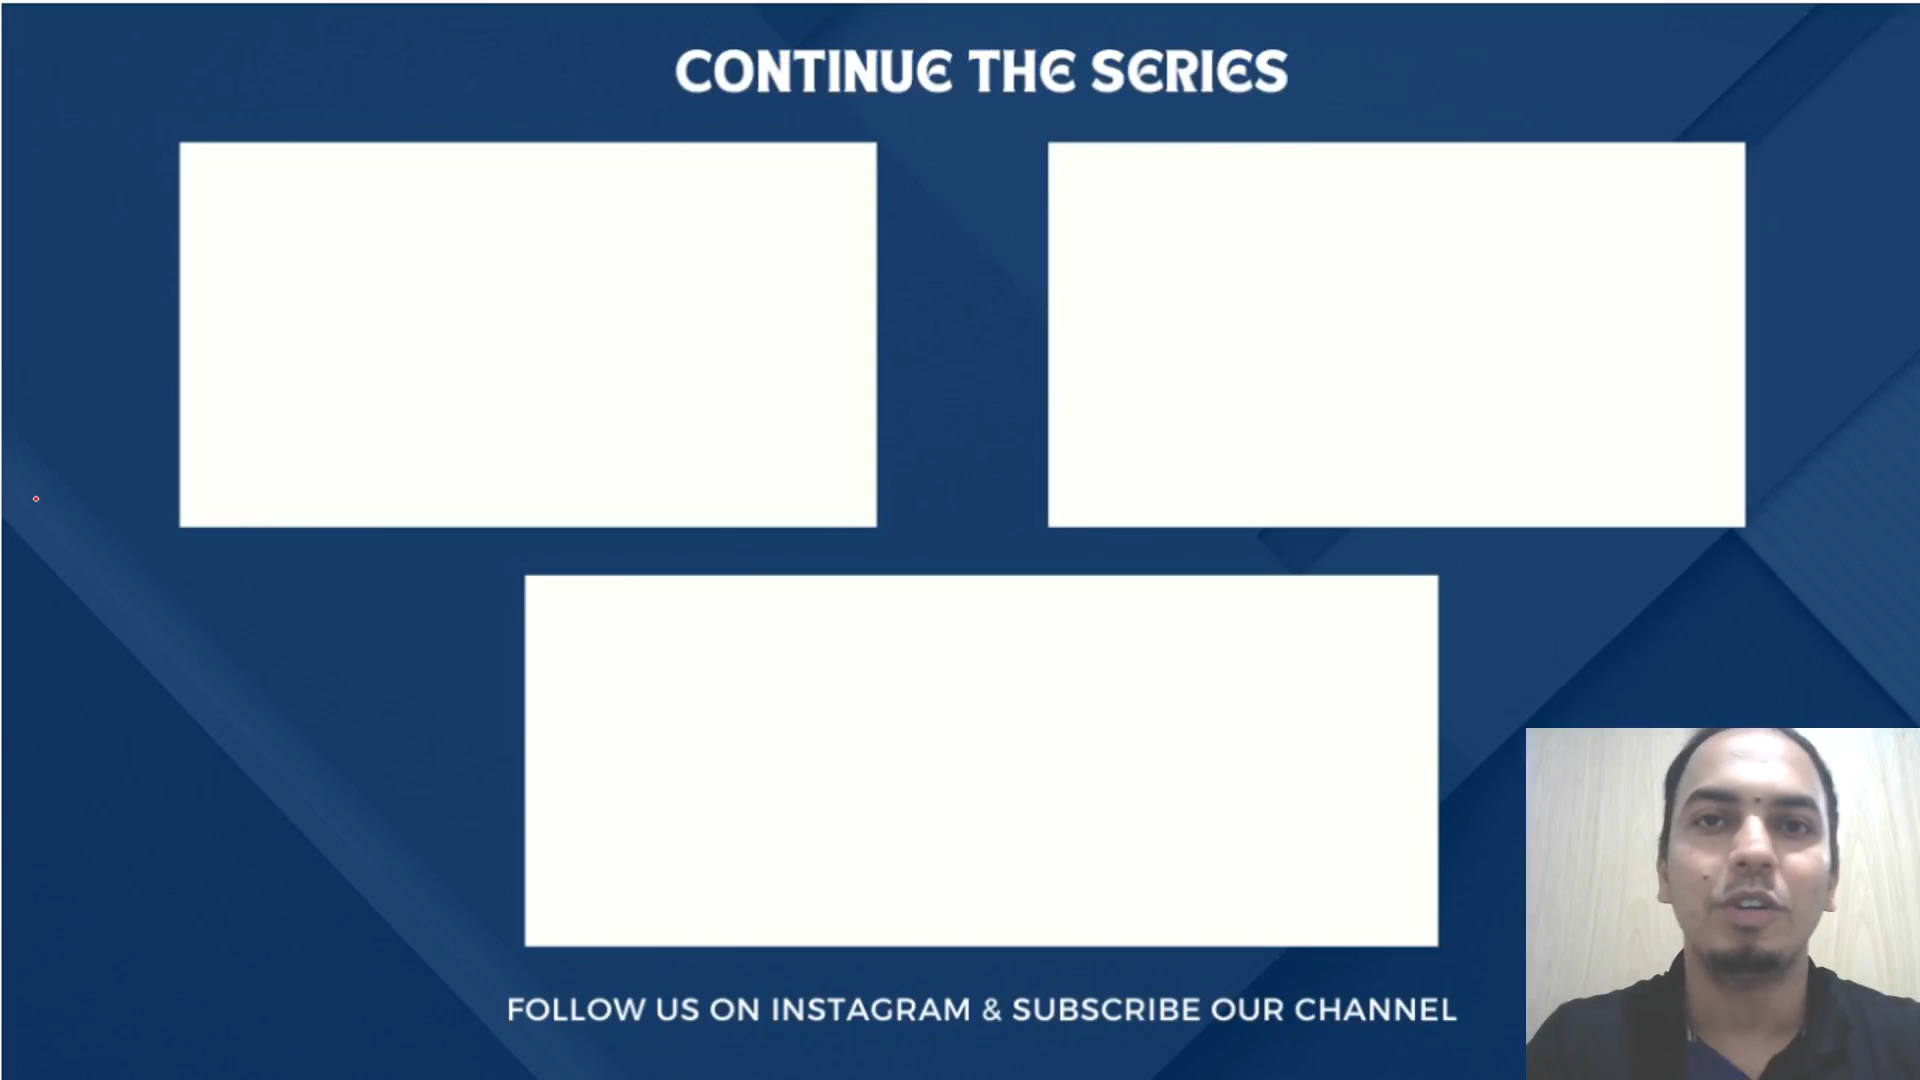 CONTINUE THE SERIES
FOLLOW US ON INSTAGRAM & SUBSCRIBE OUR CHANNEL